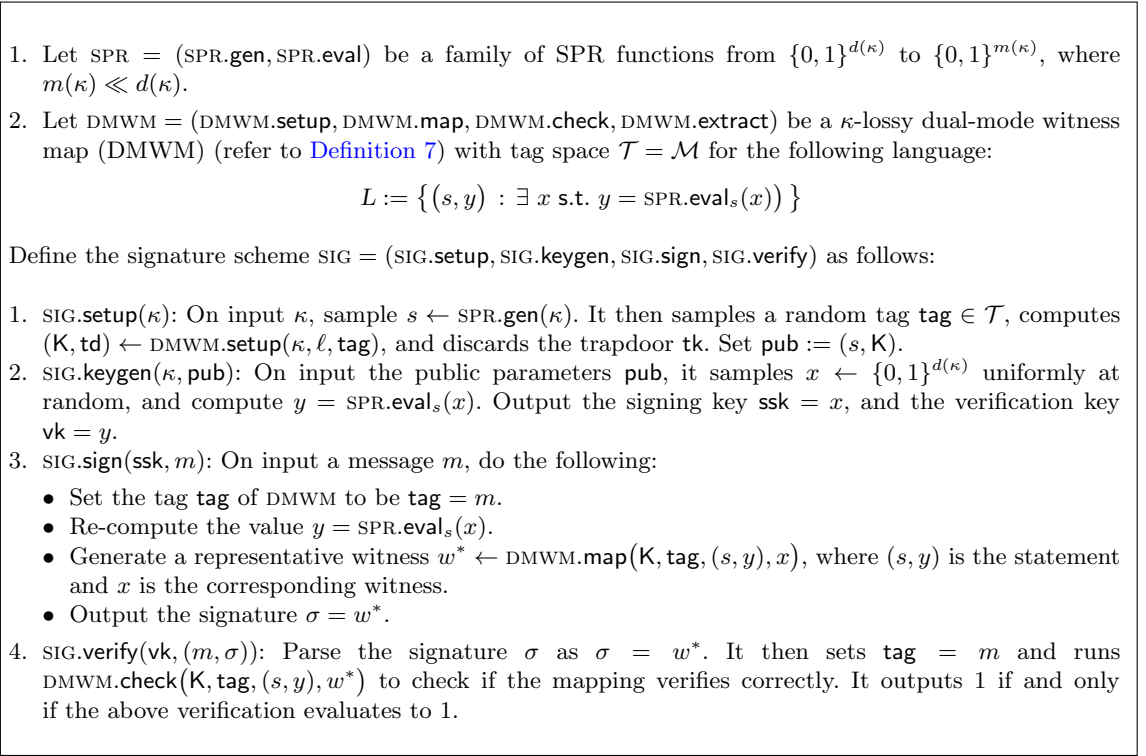 1. Let SPR = (SPR.gen, SPR.eval) be a family of SPR functions from {0, 1}^{d(κ)} to {0, 1}^{m(κ)}, where
m(κ) ≪ d(κ).
2. Let DMWM = (DMWM.setup, DMWM.map, DMWM.check, DMWM.extract) be a κ-lossy dual-mode witness
map (DMWM) (refer to Definition 7) with tag space 𝒯 = ℳ for the following language:
L := {(s, y) : ∃ x s.t. y = SPR.eval_s(x)) }
Define the signature scheme SIG = (SIG.setup, SIG.keygen, SIG.sign, SIG.verify) as follows:
1. SIG.setup(κ): On input κ, sample s ← SPR.gen(κ). It then samples a random tag tag ∈ 𝒯, computes
(K, td) ← DMWM.setup(κ, ℓ, tag), and discards the trapdoor tk. Set pub := (s, K).
2. SIG.keygen(κ, pub): On input the public parameters pub, it samples x ← {0, 1}^{d(κ)} uniformly at
random, and compute y = SPR.eval_s(x). Output the signing key ssk = x, and the verification key
vk = y.
3. SIG.sign(ssk, m): On input a message m, do the following:
• Set the tag tag of DMWM to be tag = m.
• Re-compute the value y = SPR.eval_s(x).
• Generate a representative witness w* ← DMWM.map(K, tag, (s, y), x), where (s, y) is the statement
and x is the corresponding witness.
• Output the signature σ = w*.
4. SIG.verify(vk, (m, σ)): Parse the signature σ as σ = w*. It then sets tag = m and runs
DMWM.check(K, tag, (s, y), w*) to check if the mapping verifies correctly. It outputs 1 if and only
if the above verification evaluates to 1.